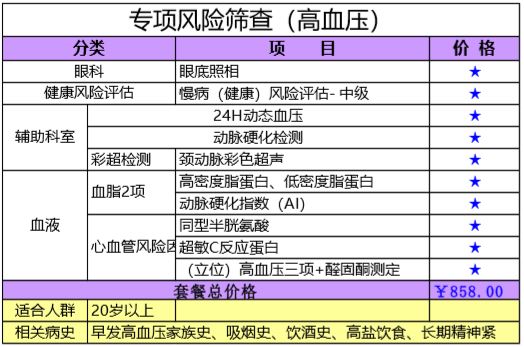 专项风险筛查（高血压）
分类 项 目 价 格
眼科 眼底照相 ★
健康风险评估 慢病（健康）风险评估- 中级 ★
辅助科室 24H动态血压 ★
动脉硬化检测 ★
彩超检测 颈动脉彩色超声 ★
血液 血脂2项 高密度脂蛋白、低密度脂蛋白 ★
动脉硬化指数（AI） ★
心血管风险因 同型半胱氨酸 ★
超敏C反应蛋白 ★
（立位）高血压三项+醛固酮测定 ★
套餐总价格 ￥858.00
适合人群 20岁以上
相关病史 早发高血压家族史、吸烟史、饮酒史、高盐饮食、长期精神紧